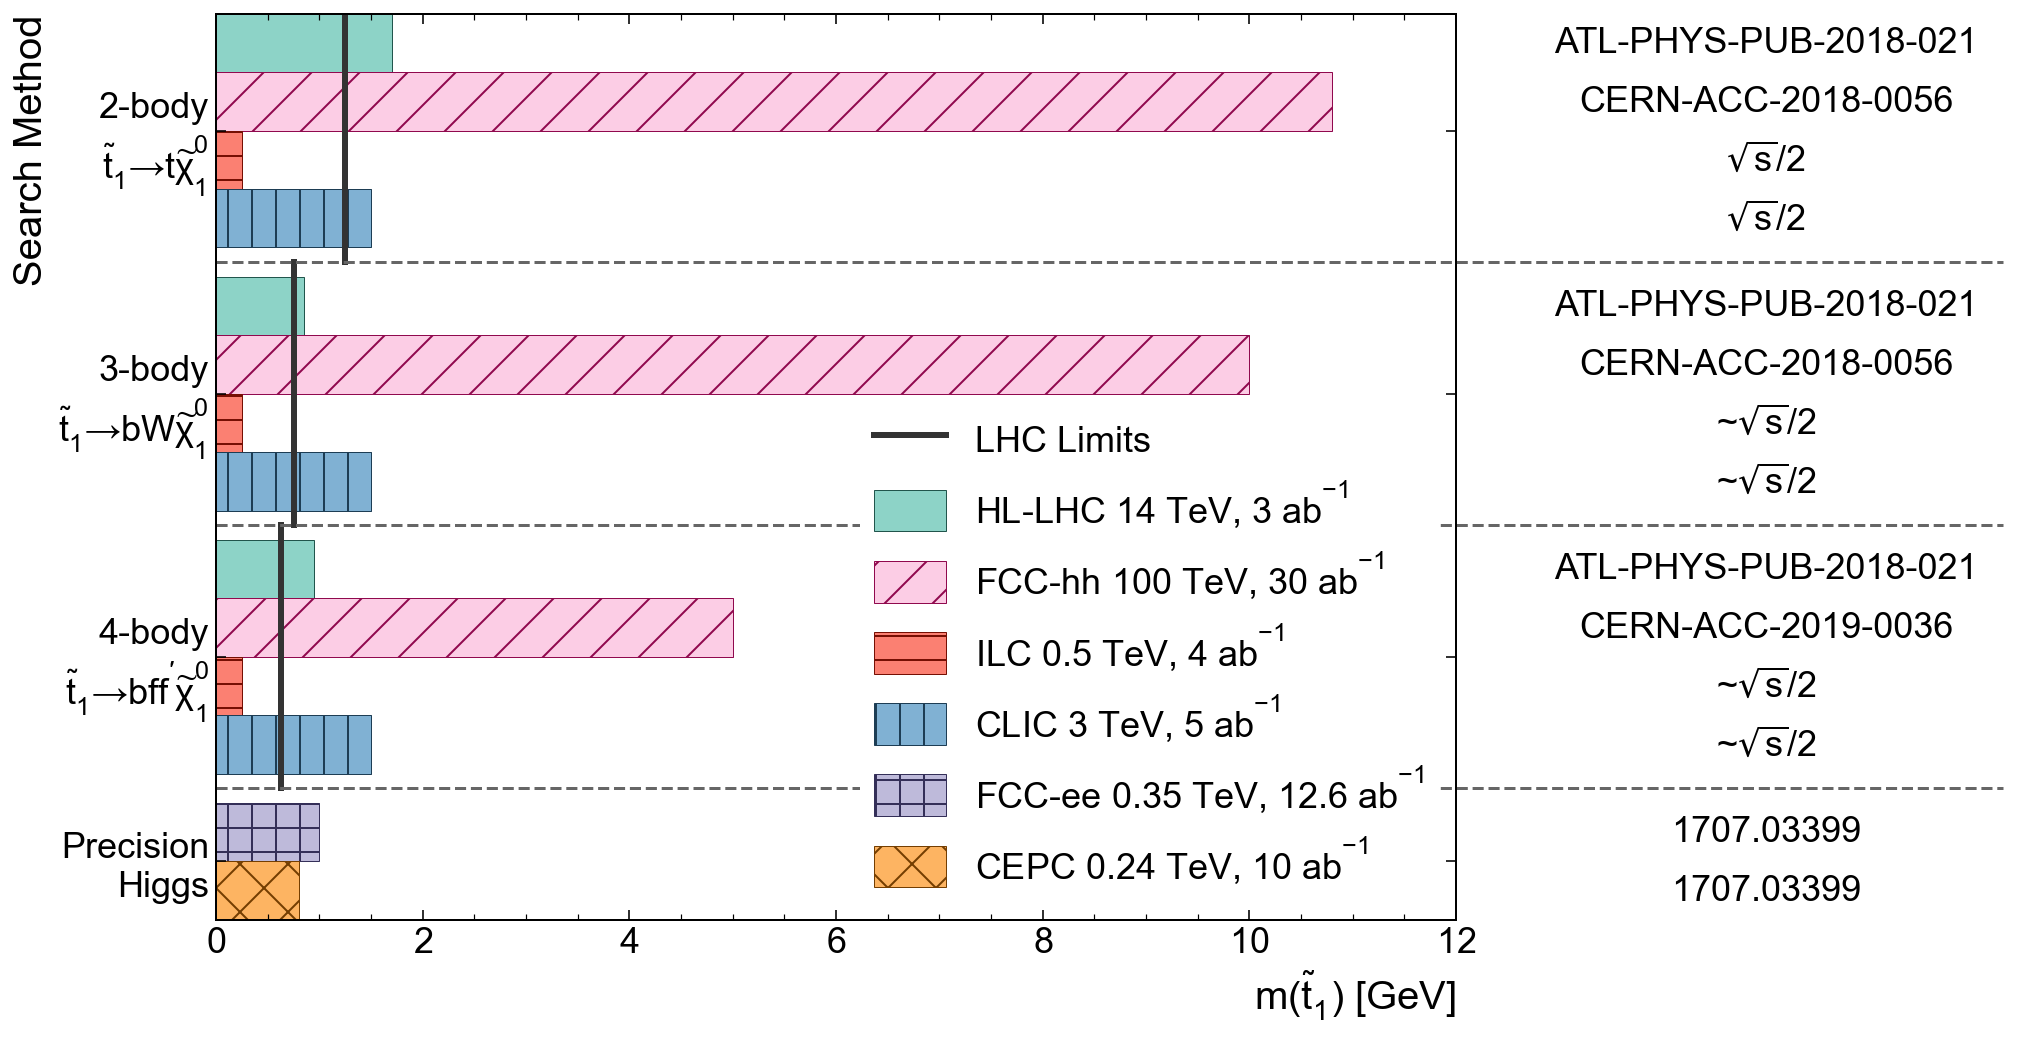 Search Method
2-body
t̃₁→tχ̃₁⁰
3-body
t̃₁→bWχ̃₁⁰
4-body
t̃₁→bff′χ̃₁⁰
Precision
Higgs
ATL-PHYS-PUB-2018-021
CERN-ACC-2018-0056
√s/2
√s/2
ATL-PHYS-PUB-2018-021
CERN-ACC-2018-0056
~√s/2
~√s/2
ATL-PHYS-PUB-2018-021
CERN-ACC-2019-0036
~√s/2
~√s/2
1707.03399
1707.03399
LHC Limits
HL-LHC 14 TeV, 3 ab⁻¹
FCC-hh 100 TeV, 30 ab⁻¹
ILC 0.5 TeV, 4 ab⁻¹
CLIC 3 TeV, 5 ab⁻¹
FCC-ee 0.35 TeV, 12.6 ab⁻¹
CEPC 0.24 TeV, 10 ab⁻¹
0 2 4 6 8 10 12
m(t̃₁) [GeV]